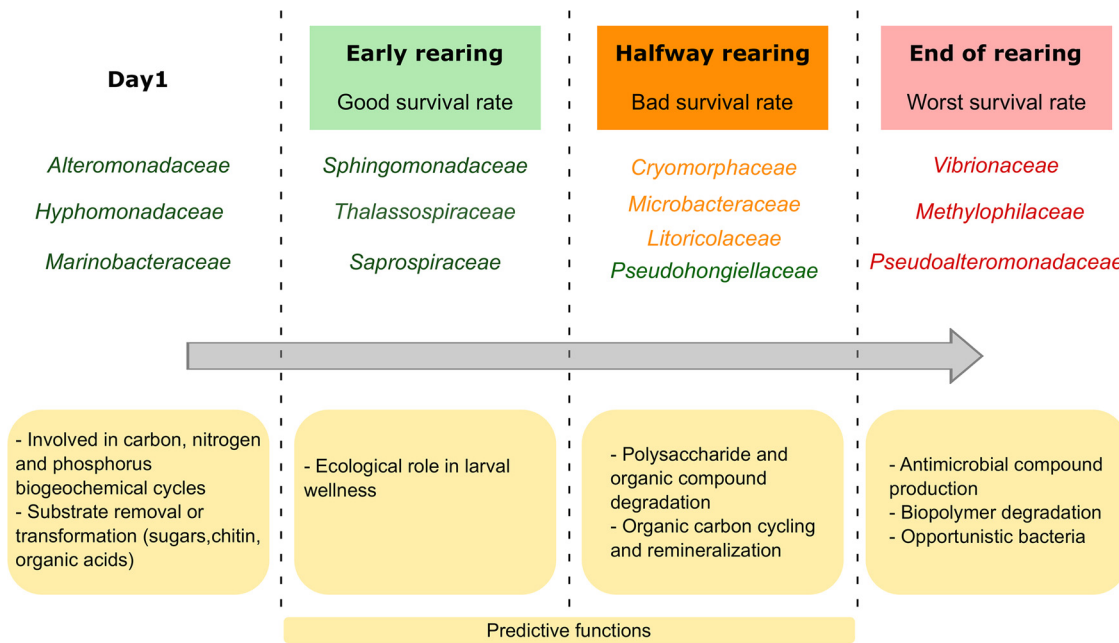 Day1
Early rearing
Good survival rate
Halfway rearing
Bad survival rate
End of rearing
Worst survival rate
Alteromonadaceae
Hyphomonadaceae
Marinobacteraceae
Sphingomonadaceae
Thalassospiraceae
Saprospiraceae
Cryomorphaceae
Microbacteraceae
Litoricolaceae
Pseudohongiellaceae
Vibrionaceae
Methylophilaceae
Pseudoalteromonadaceae
- Involved in carbon, nitrogen
and phosphorus
biogeochemical cycles
- Substrate removal or
transformation (sugars,chitin,
organic acids)
- Ecological role in larval
wellness
- Polysaccharide and
organic compound
degradation
- Organic carbon cycling
and remineralization
- Antimicrobial compound
production
- Biopolymer degradation
- Opportunistic bacteria
Predictive functions